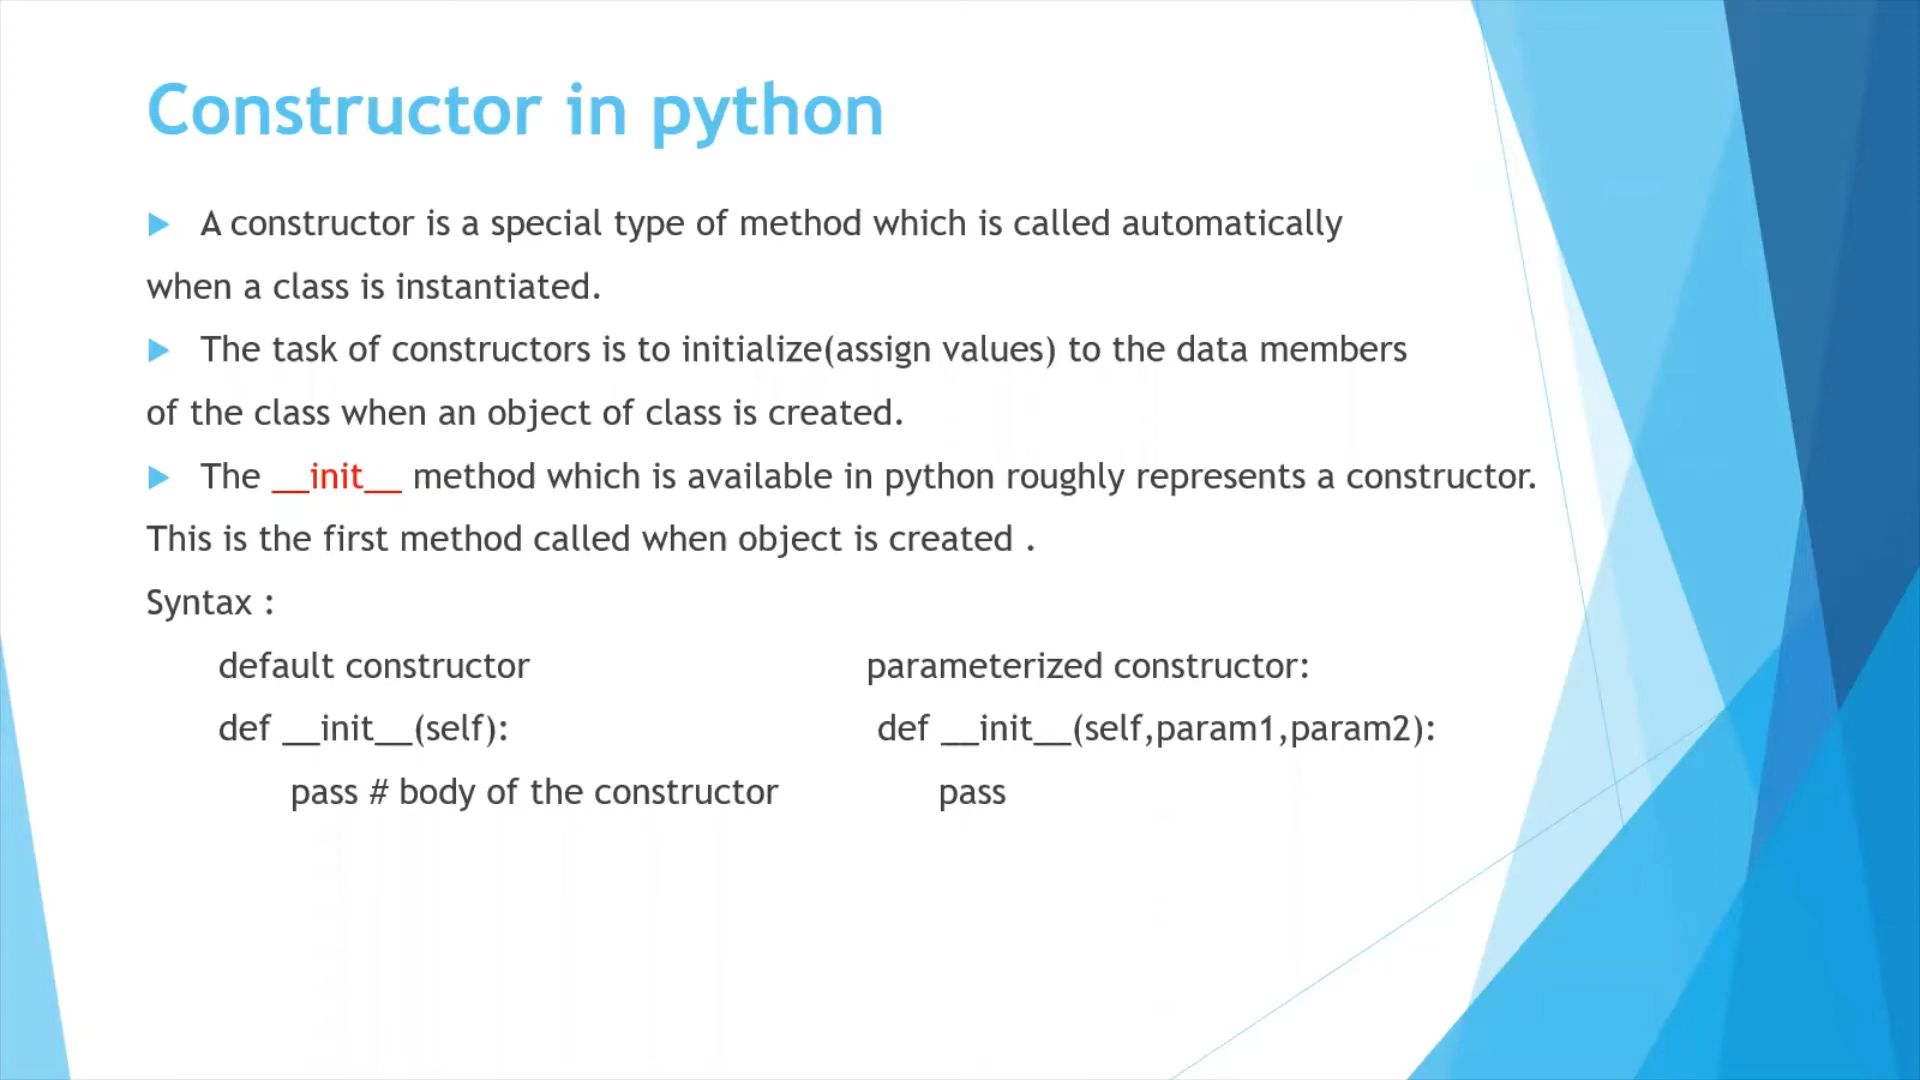 Constructor in python
A constructor is a special type of method which is called automatically
when a class is instantiated.
The task of constructors is to initialize(assign values) to the data members
of the class when an object of class is created.
The __init__ method which is available in python roughly represents a constructor.
This is the first method called when object is created .
Syntax :
default constructor parameterized constructor:
def __init__(self): def __init__(self,param1,param2):
pass # body of the constructor pass